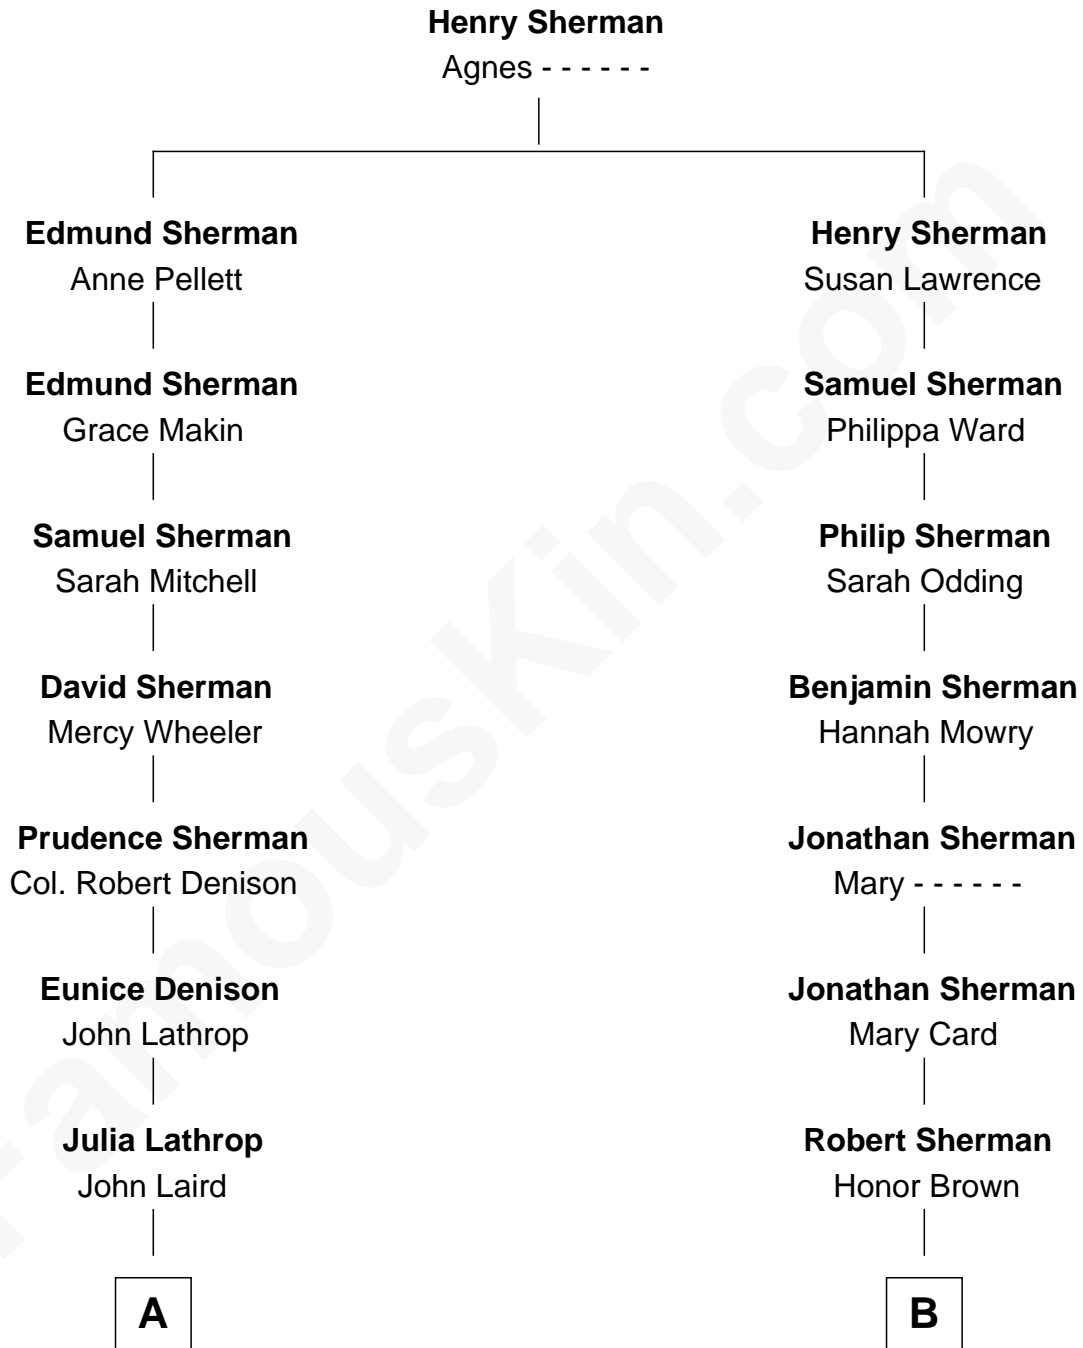 Henry Sherman
Agnes - - - - - -
Edmund Sherman
Anne Pellett
Henry Sherman
Susan Lawrence
Edmund Sherman
Grace Makin
Samuel Sherman
Philippa Ward
Samuel Sherman
Sarah Mitchell
Philip Sherman
Sarah Odding
David Sherman
Mercy Wheeler
Benjamin Sherman
Hannah Mowry
Prudence Sherman
Col. Robert Denison
Jonathan Sherman
Mary - - - - - -
Eunice Denison
John Lathrop
Jonathan Sherman
Mary Card
Julia Lathrop
John Laird
Robert Sherman
Honor Brown
A
B
FamousKin.com